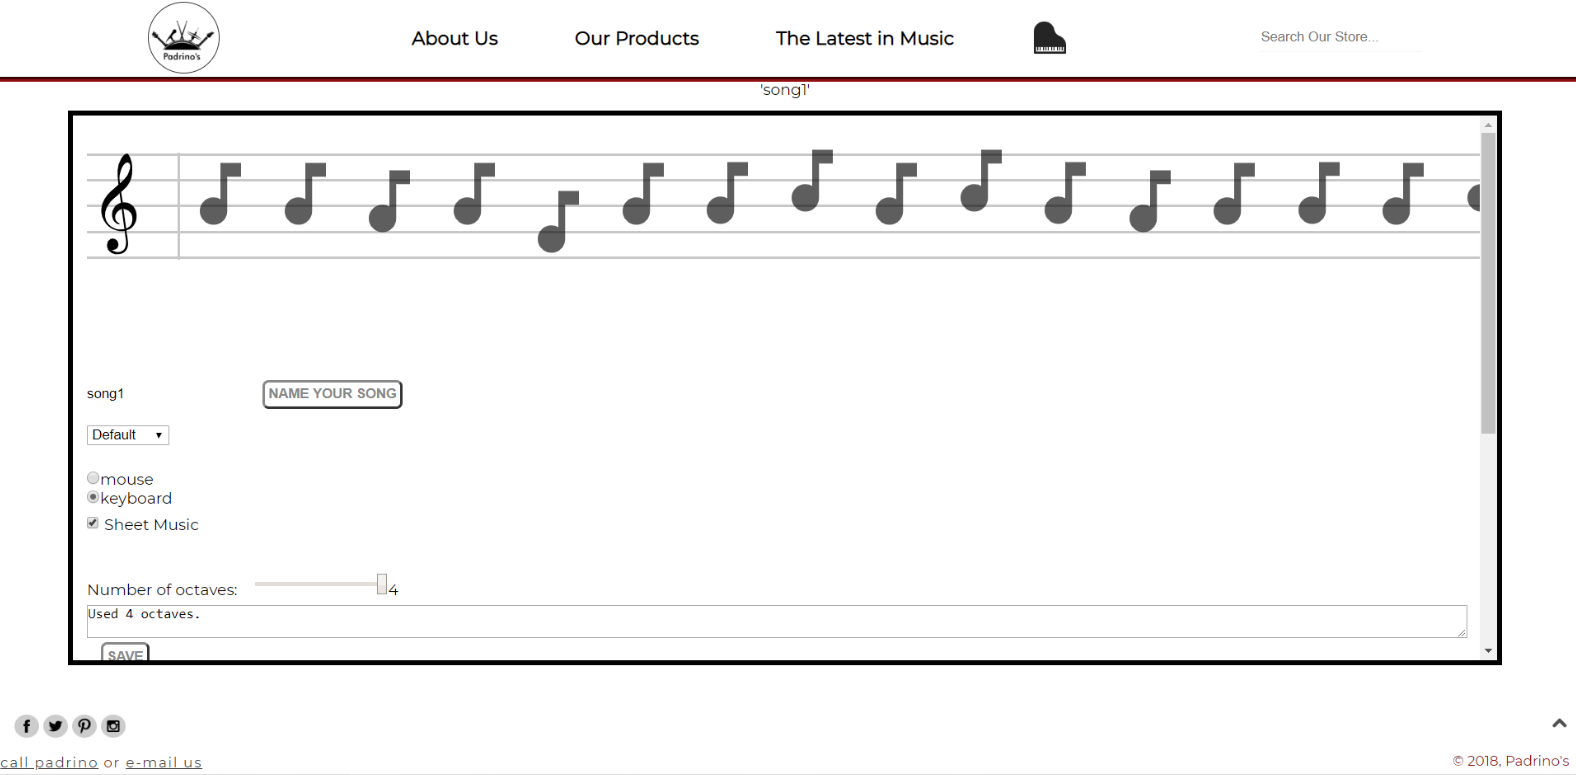 Padrino's
About Us
Our Products
The Latest in Music
Search Our Store...
'song1'
song1
NAME YOUR SONG
Default
mouse
keyboard
Sheet Music
Number of octaves: 4
Used 4 octaves.
SAVE
call padrino or e-mail us
© 2018, Padrino's